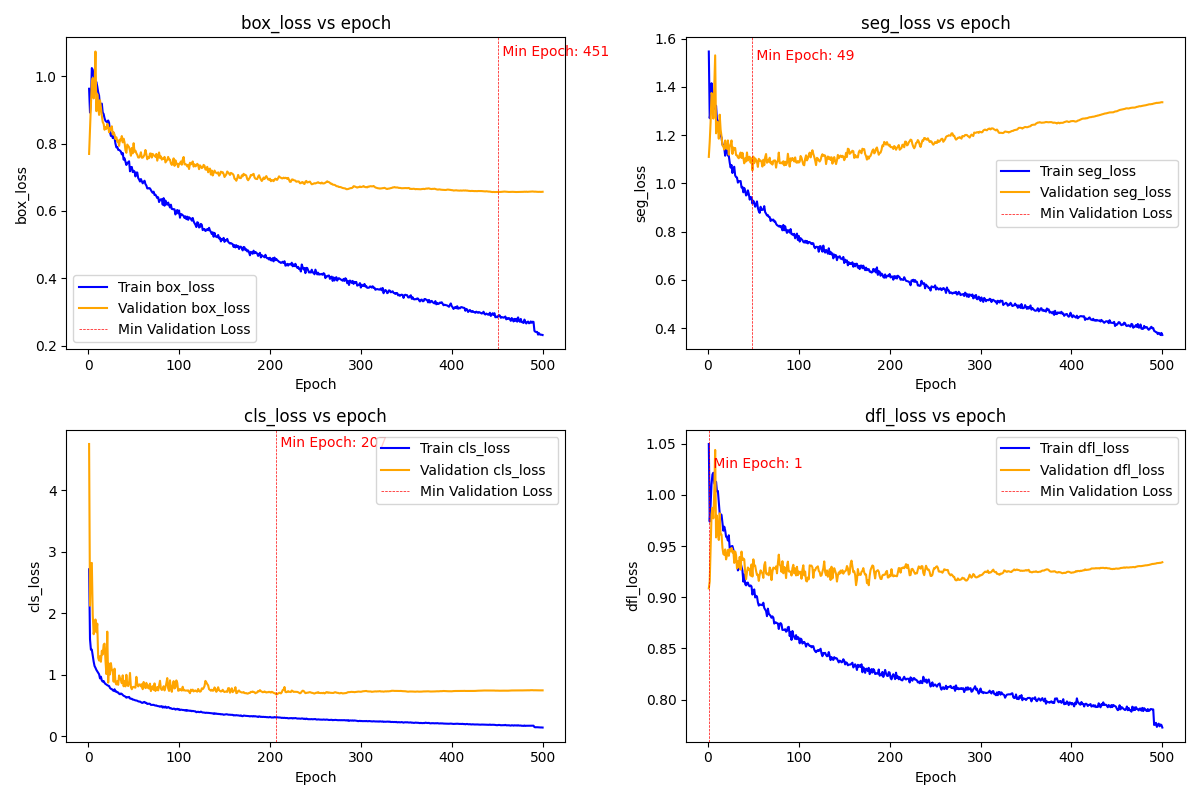 box_loss vs epoch
Min Epoch: 451
box_loss
1.0
0.8
0.6
0.4
0.2
Train box_loss
Validation box_loss
Min Validation Loss
0 100 200 300 400 500
Epoch
seg_loss vs epoch
Min Epoch: 49
seg_loss
1.6
1.4
1.2
1.0
0.8
0.6
0.4
Train seg_loss
Validation seg_loss
Min Validation Loss
0 100 200 300 400 500
Epoch
cls_loss vs epoch
Min Epoch: 207
cls_loss
4
3
2
1
0
Train cls_loss
Validation cls_loss
Min Validation Loss
0 100 200 300 400 500
Epoch
dfl_loss vs epoch
Min Epoch: 1
dfl_loss
1.05
1.00
0.95
0.90
0.85
0.80
Train dfl_loss
Validation dfl_loss
Min Validation Loss
0 100 200 300 400 500
Epoch